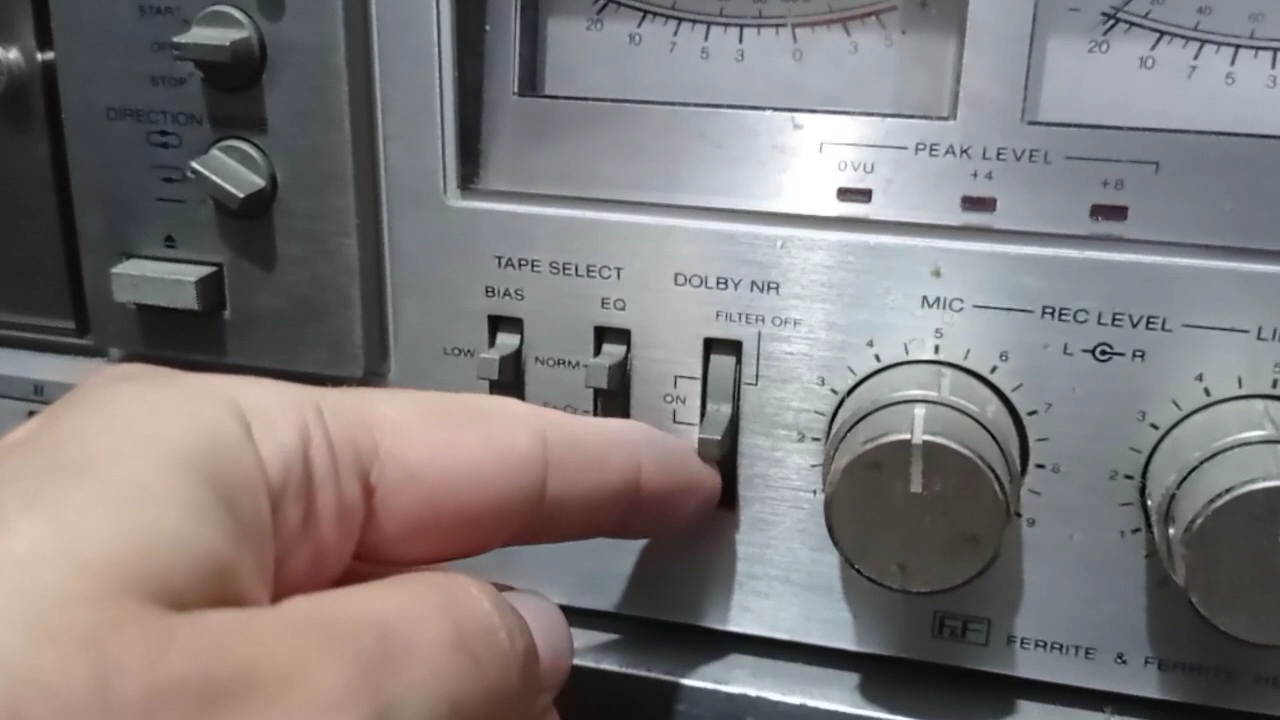 START
STOP
DIRECTION
20 10 7 5 3 0 3 5 +
- 20 40 60
20 10 7 5 3
PEAK LEVEL
0VU +4 +8
TAPE SELECT
BIAS
EQ
LOW
NORM
DOLBY NR
FILTER OFF
ON
MIC REC LEVEL
L R
1 2 3 4 5 6 7 8 9
1 2 3 4 5
F&F FERRITE & FERRITE